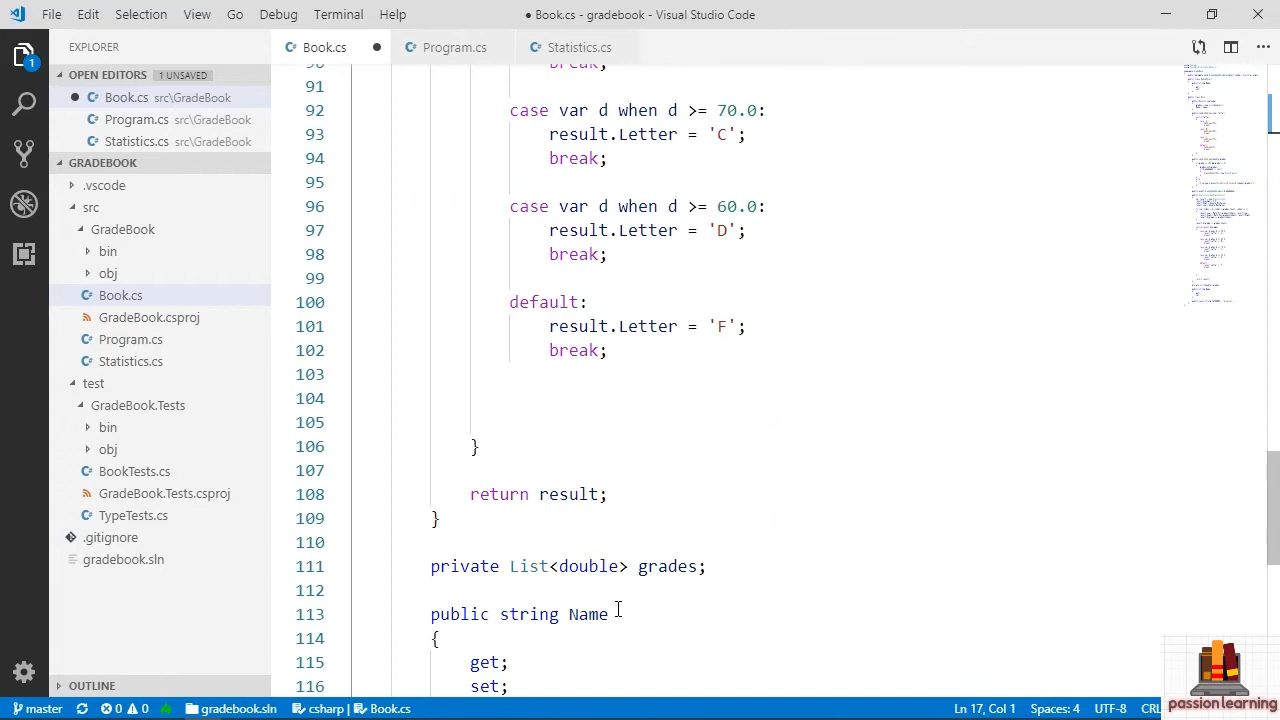 File Edit Selection View Go Debug Terminal Help
● Book.cs - gradebook - Visual Studio Code
EXPLORER
OPEN EDITORS 1 UNSAVED
Book.cs src\GradeBook
Program.cs src\GradeBook
Statistics.cs src\GradeBook
GRADEBOOK
.vscode
bin
obj
Book.cs
GradeBook.csproj
Program.cs
Statistics.cs
test
GradeBook.Tests
bin
obj
BookTests.cs
GradeBook.Tests.csproj
TypeTests.cs
.gitignore
gradebook.sln
OUTLINE
Book.cs Program.cs Statistics.cs
90 break;
91
92 case var d when d >= 70.0:
93 result.Letter = 'C';
94 break;
95
96 case var d when d >= 60.0:
97 result.Letter = 'D';
98 break;
99
100 default:
101 result.Letter = 'F';
102 break;
103
104
105
106 }
107
108 return result;
109 }
110
111 private List<double> grades;
112
113 public string Name
114 {
115 get;
116 set;
passion learning
master 0 0 gradebook.sln csharp | Book.cs Ln 17, Col 1 Spaces: 4 UTF-8
1